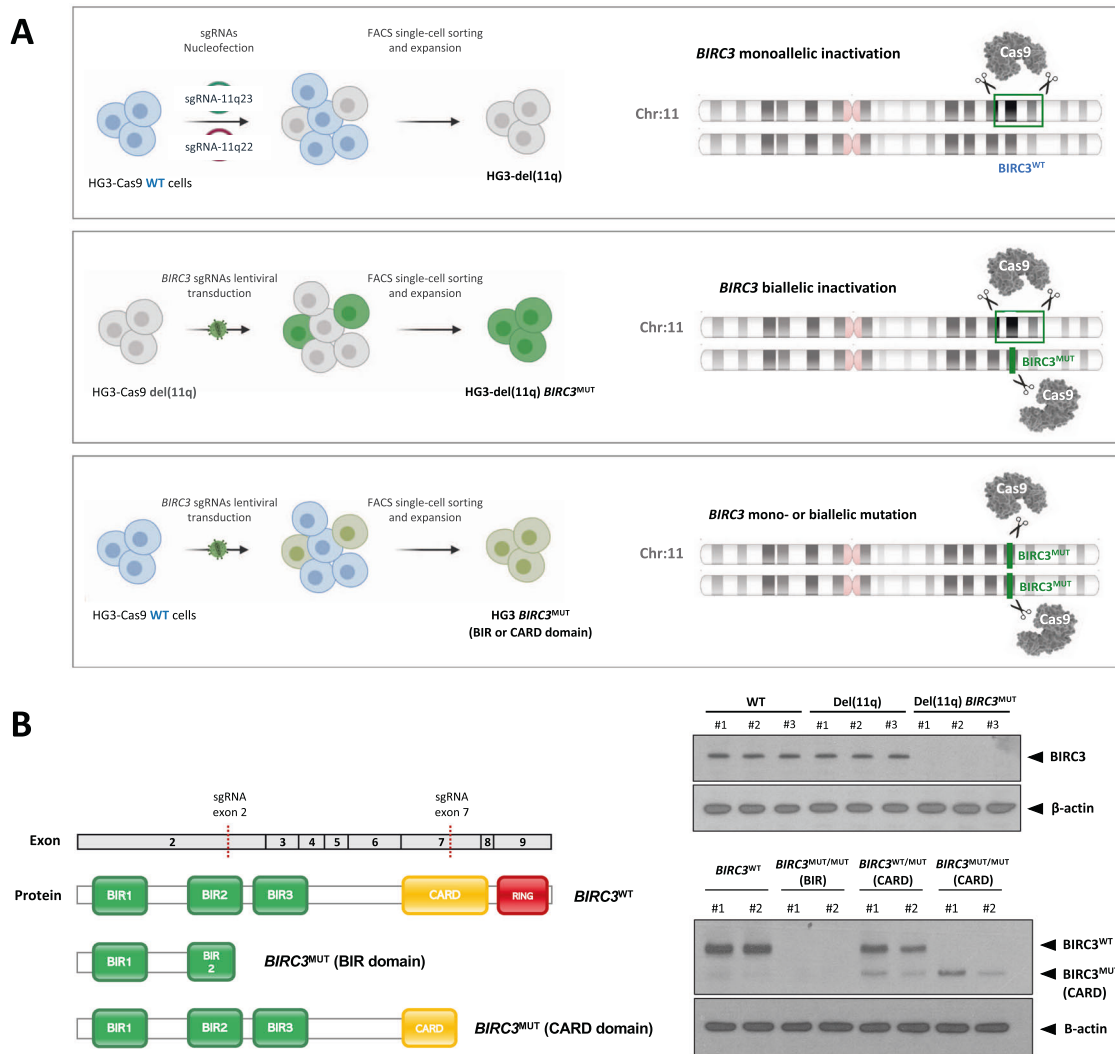 A
sgRNAs
Nucleofection
FACS single-cell sorting
and expansion
sgRNA-11q23
sgRNA-11q22
HG3-Cas9 WT cells
HG3-del(11q)
BIRC3 monoallelic inactivation
Cas9
Chr:11
BIRC3WT
BIRC3 sgRNAs lentiviral
transduction
FACS single-cell sorting
and expansion
HG3-Cas9 del(11q)
HG3-del(11q) BIRC3MUT
BIRC3 biallelic inactivation
Cas9
Chr:11
BIRC3MUT
Cas9
BIRC3 sgRNAs lentiviral
transduction
FACS single-cell sorting
and expansion
HG3-Cas9 WT cells
HG3 BIRC3MUT
(BIR or CARD domain)
BIRC3 mono- or biallelic mutation
Cas9
Chr:11
BIRC3MUT
BIRC3MUT
Cas9
B
sgRNA
exon 2
sgRNA
exon 7
Exon 2 3 4 5 6 7 8 9
Protein BIR1 BIR2 BIR3 CARD RING BIRC3WT
BIR1 BIR
2 BIRC3MUT (BIR domain)
BIR1 BIR2 BIR3 CARD BIRC3MUT (CARD domain)
WT Del(11q) Del(11q) BIRC3MUT
#1 #2 #3 #1 #2 #3 #1 #2 #3
BIRC3
β-actin
BIRC3WT BIRC3MUT/MUT BIRC3WT/MUT BIRC3MUT/MUT
(BIR) (CARD) (CARD)
#1 #2 #1 #2 #1 #2 #1 #2
BIRC3WT
BIRC3MUT
(CARD)
B-actin